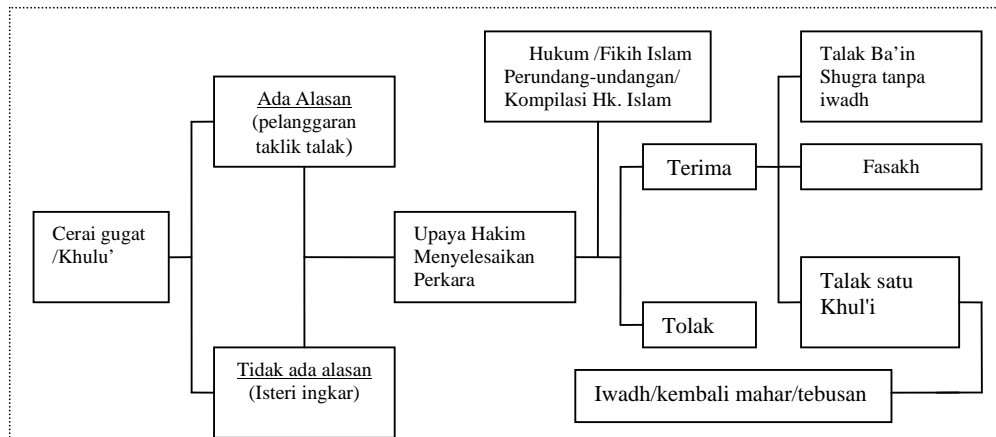 Cerai gugat
/Khulu’
Ada Alasan
(pelanggaran
taklik talak)
Tidak ada alasan
(Isteri ingkar)
Upaya Hakim
Menyelesaikan
Perkara
Hukum /Fikih Islam
Perundang-undangan/
Kompilasi Hk. Islam
Terima
Tolak
Talak Ba’in
Shugra tanpa
iwadh
Fasakh
Talak satu
Khul'i
Iwadh/kembali mahar/tebusan